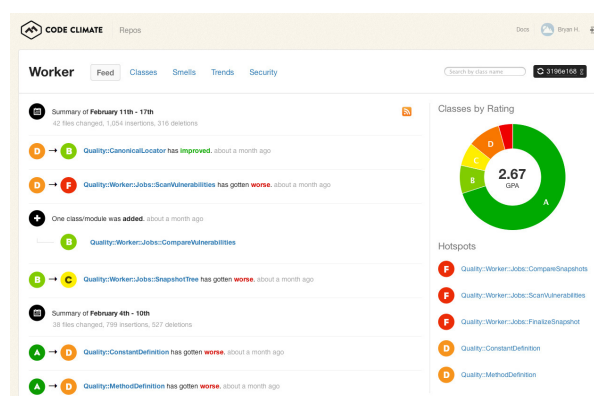 CODE CLIMATE
Repos
Docs
Bryan H.
Worker
Feed
Classes
Smells
Trends
Security
Search by class name
3196e168
Summary of February 11th - 17th
42 files changed, 1,054 insertions, 316 deletions
D → B Quality::CanonicalLocator has improved. about a month ago
D → F Quality::Worker::Jobs::ScanVulnerabilities has gotten worse. about a month ago
One class/module was added. about a month ago
B Quality::Worker::Jobs::CompareVulnerabilities
B → C Quality::Worker::Jobs::SnapshotTree has gotten worse. about a month ago
Summary of February 4th - 10th
38 files changed, 799 insertions, 527 deletions
A → D Quality::ConstantDefinition has gotten worse. about a month ago
A → D Quality::MethodDefinition has gotten worse. about a month ago
Classes by Rating
D
C
B
2.67
GPA
A
Hotspots
F Quality::Worker::Jobs::CompareSnapshots
F Quality::Worker::Jobs::ScanVulnerabilities
F Quality::Worker::Jobs::FinalizeSnapshot
D Quality::ConstantDefinition
D Quality::MethodDefinition